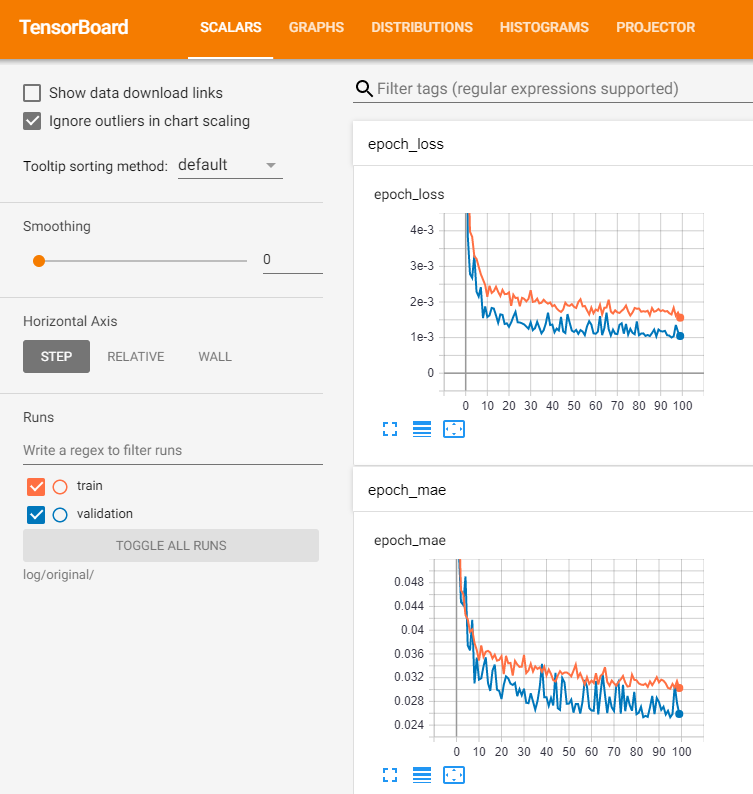 TensorBoard
SCALARS GRAPHS DISTRIBUTIONS HISTOGRAMS PROJECTOR
Show data download links
Ignore outliers in chart scaling
Tooltip sorting method: default
Smoothing
0
Horizontal Axis
STEP RELATIVE WALL
Runs
Write a regex to filter runs
train
validation
TOGGLE ALL RUNS
log/original/
Filter tags (regular expressions supported)
epoch_loss
epoch_loss
4e-3
3e-3
2e-3
1e-3
0
0 10 20 30 40 50 60 70 80 90 100
epoch_mae
epoch_mae
0.048
0.044
0.04
0.036
0.032
0.028
0.024
0 10 20 30 40 50 60 70 80 90 100